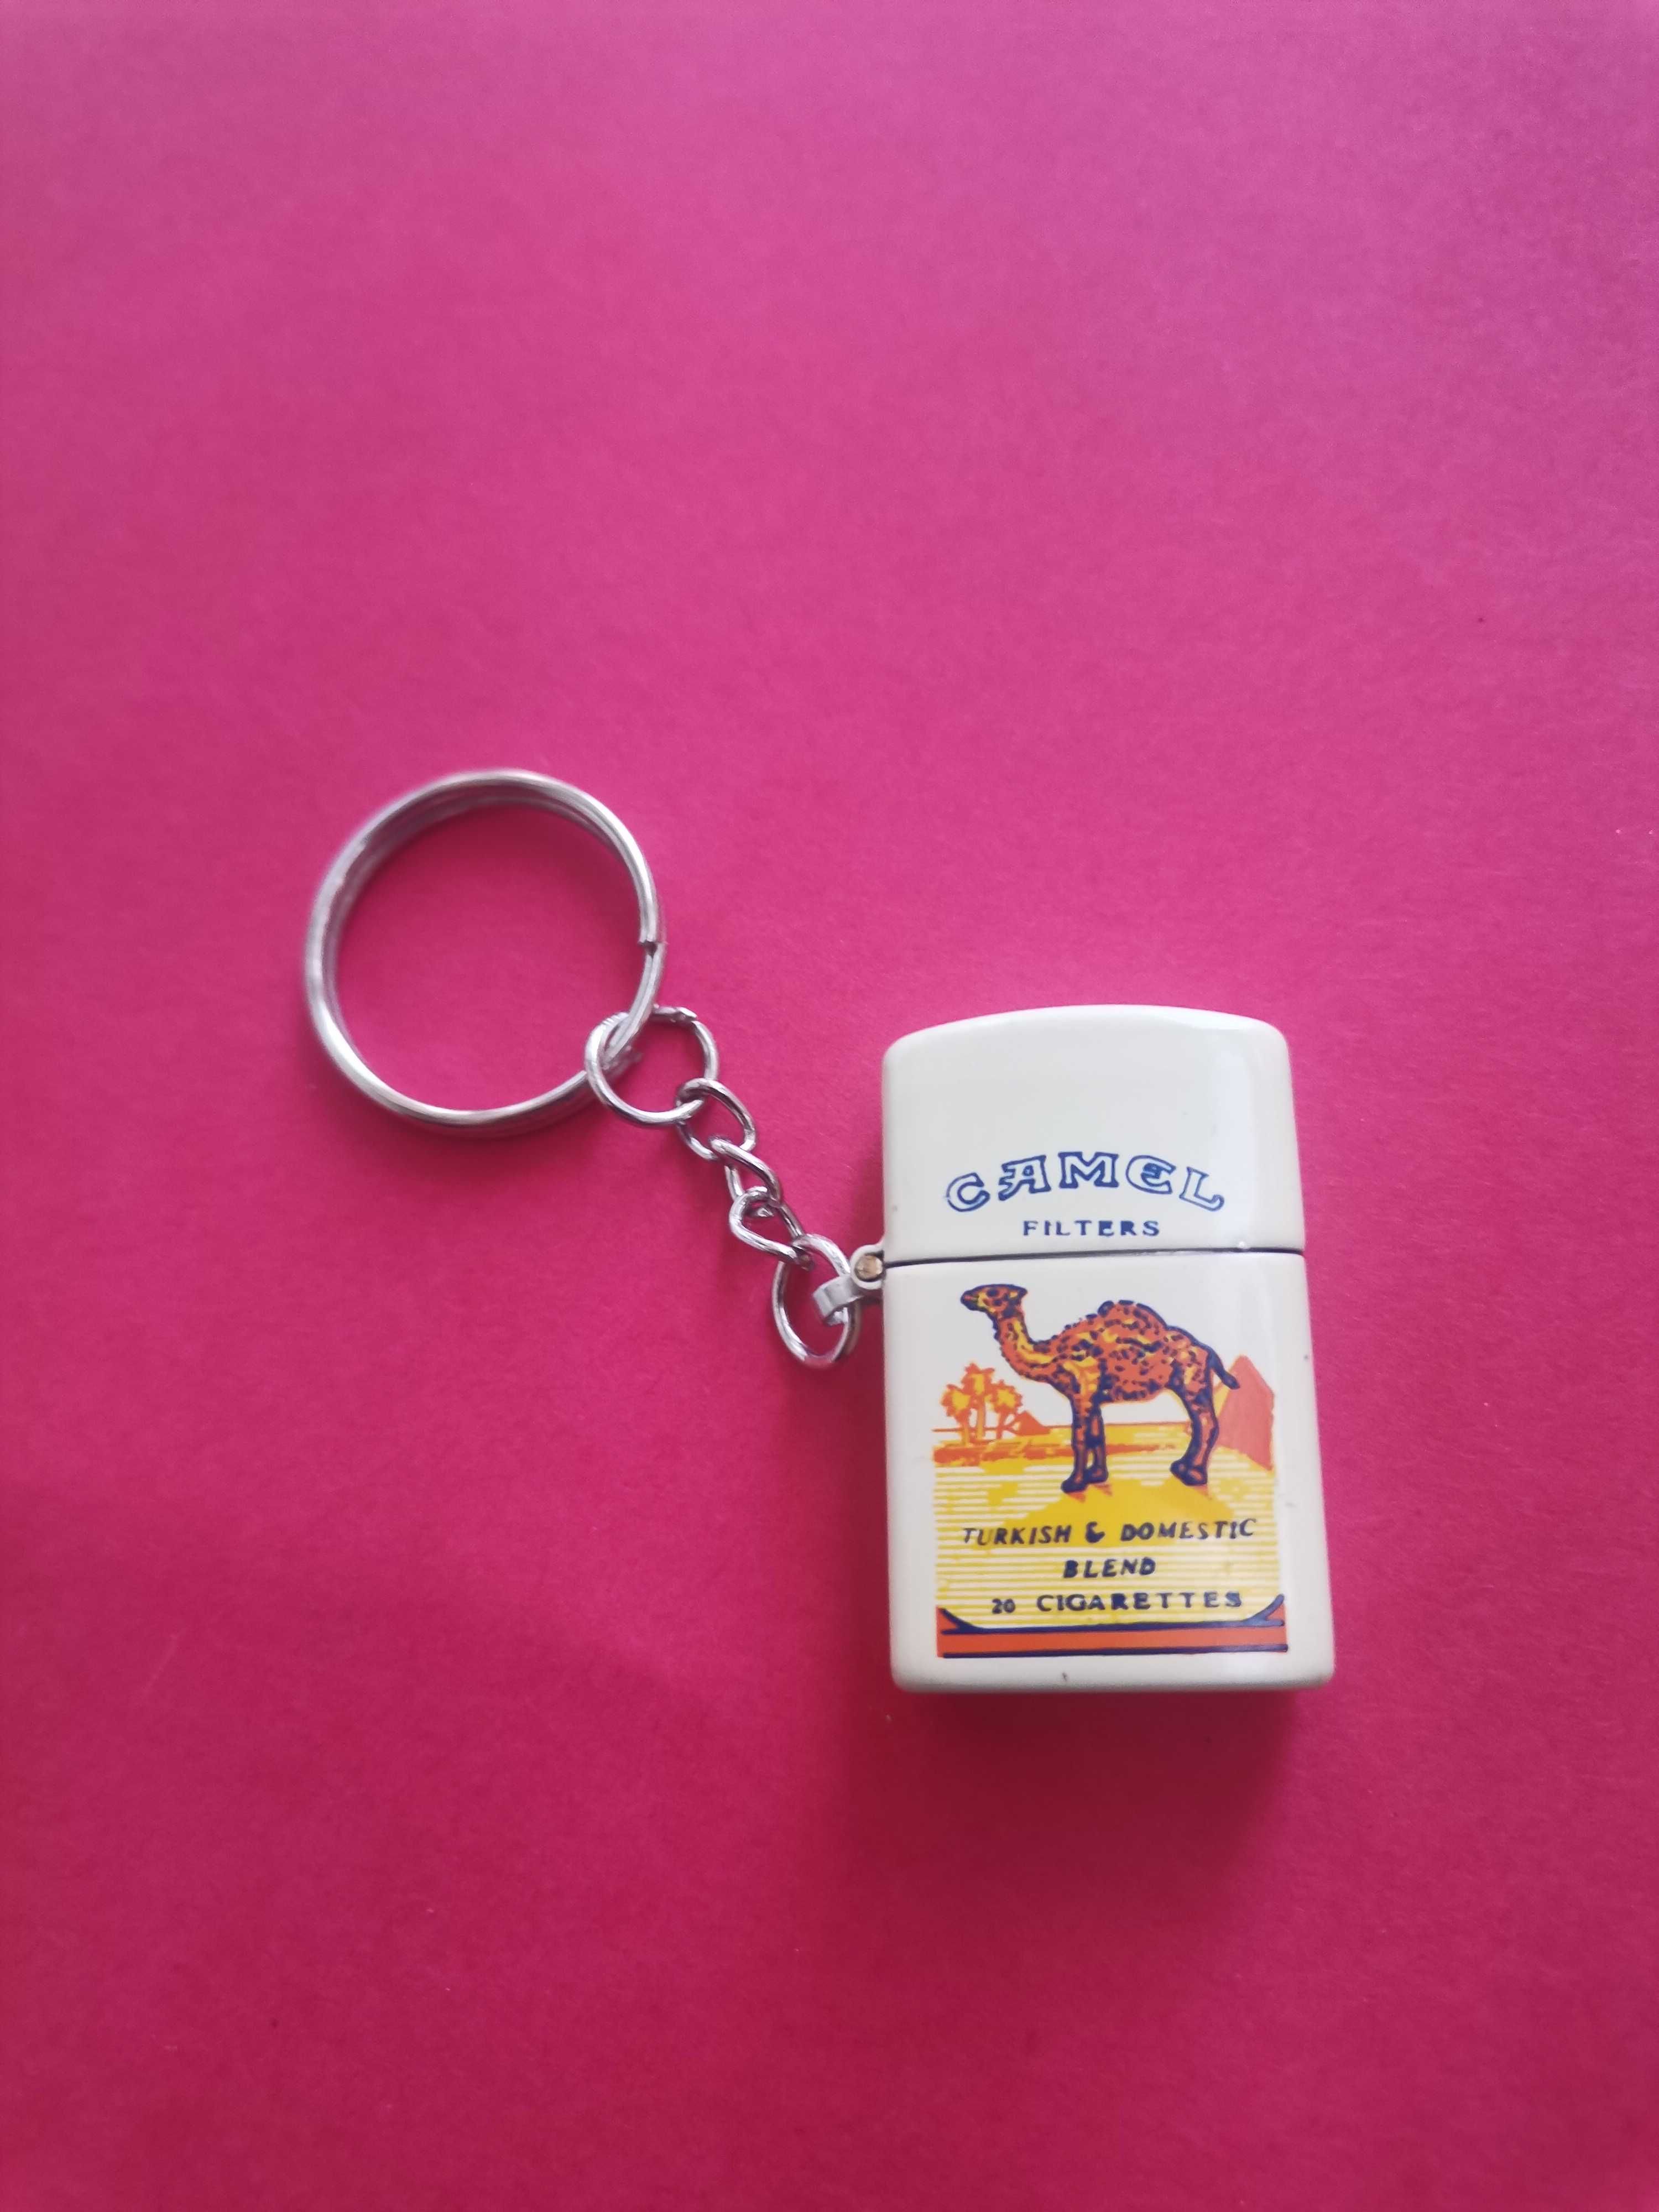 CAMEL
FILTERS
TURKISH & DOMESTIC
BLEND
20 CIGARETTES